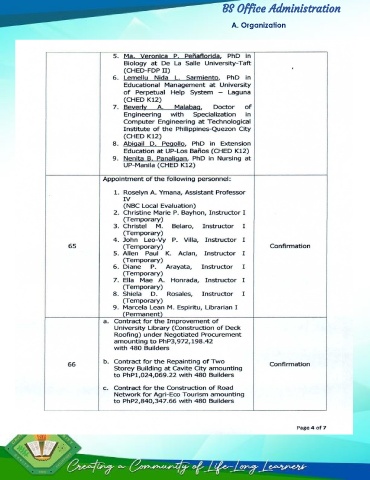 BS Office Administration
A. Organization
5. Ma. Veronica P. Peñaflorida, PhD in
Biology at De La Salle University-Taft
(CHED-FDP II)
6. Lemellu Nida L. Sarmiento, PhD in
Educational Management at University
of Perpetual Help System – Laguna
(CHED K12)
7. Beverly A. Malabag, Doctor of
Engineering with Specialization in
Computer Engineering at Technological
Institute of the Philippines-Quezon City
(CHED K12)
8. Abigail D. Pegollo, PhD in Extension
Education at UP-Los Baños (CHED K12)
9. Nenita B. Panaligan, PhD in Nursing at
UP-Manila (CHED K12)
Appointment of the following personnel:
1. Roselyn A. Ymana, Assistant Professor
IV
(NBC Local Evaluation)
2. Christine Marie P. Bayhon, Instructor I
(Temporary)
3. Christel M. Belaro, Instructor I
(Temporary)
4. John Leo-Vy P. Villa, Instructor I
(Temporary)
65
Confirmation
5. Allen Paul K. Aclan, Instructor I
(Temporary)
6. Diane P. Arayata, Instructor I
(Temporary)
7. Ella Mae A. Honrada, Instructor I
(Temporary)
8. Shiela D. Rosales, Instructor I
(Temporary)
9. Marcela Lean M. Espiritu, Librarian I
(Permanent)
a. Contract for the Improvement of
University Library (Construction of Deck
Roofing) under Negotiated Procurement
amounting to PhP3,972,198.42
with 480 Builders
66
b. Contract for the Repainting of Two
Storey Building at Cavite City amounting
to PhP1,024,069.22 with 480 Builders
Confirmation
c. Contract for the Construction of Road
Network for Agri-Eco Tourism amounting
to PhP2,840,347.66 with 480 Builders
Page 4 of 7
Creating a Community of Life-Long Learners